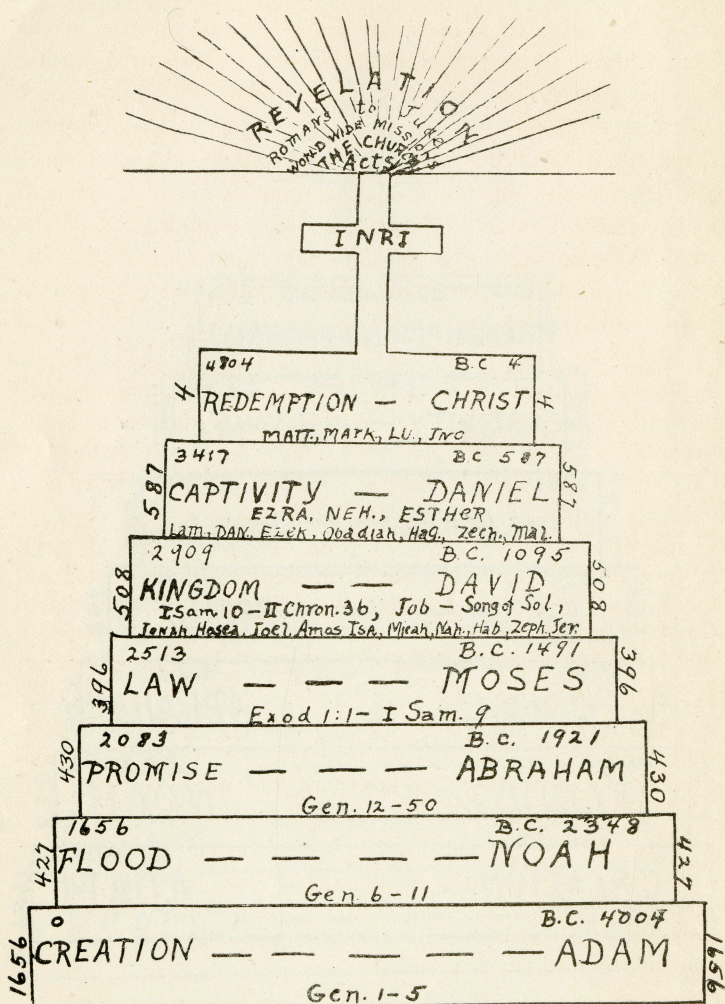 REVELATION
ROMANS to Jude
WORLD WIDE MISSIONS
THE CHURCH
Acts
INRI
4004 B.C 4
4 REDEMPTION — CHRIST 4
MATT., MARK, LU., JNO
3417 BC 587
587 CAPTIVITY — DANIEL 587
EZRA, NEH., ESTHER
Lam., DAN., EZEK, Obadiah, Hag., Zech., Mal.
2909 B.C. 1095
508 KINGDOM — — DAVID 508
I Sam 10 — II Chron. 36, Job — Song of Sol,
Jonah, Hosea, Joel, Amos, ISA, Micah, Nah., Hab, Zeph, Jer.
2513 B.C. 1491
396 LAW — — — MOSES 396
Exod 1:1 — I Sam. 9
2083 B.C. 1921
430 PROMISE — — — ABRAHAM 430
Gen. 12-50
1656 B.C. 2348
427 FLOOD — — — — NOAH 427
Gen. 6-11
0 B.C. 4004
1656 CREATION — — — — — ADAM 1656
Gen. 1-5